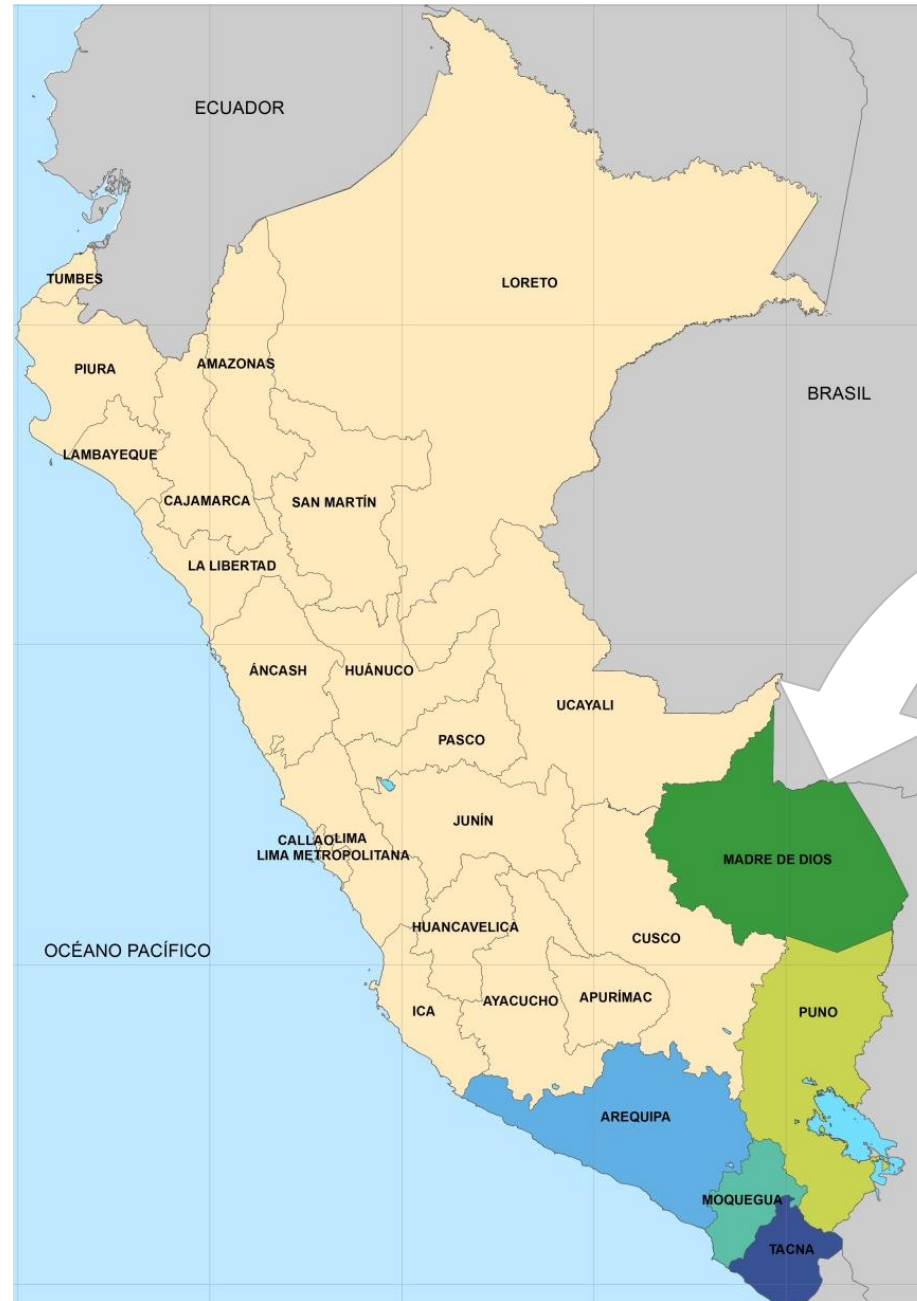 ECUADOR
TUMBES
LORETO
AMAZONAS
PIURA
BRASIL
LAMBAYEQUE
CAJAMARCA
SAN MARTÍN
LA LIBERTAD
ÁNCASH
HUÁNUCO
UCAYALI
PASCO
JUNÍN
CALLAO
LIMA
LIMA METROPOLITANA
MADRE DE DIOS
HUANCAVELICA
CUSCO
OCÉANO PACÍFICO
AYACUCHO
APURÍMAC
ICA
PUNO
AREQUIPA
MOQUEGUA
TACNA